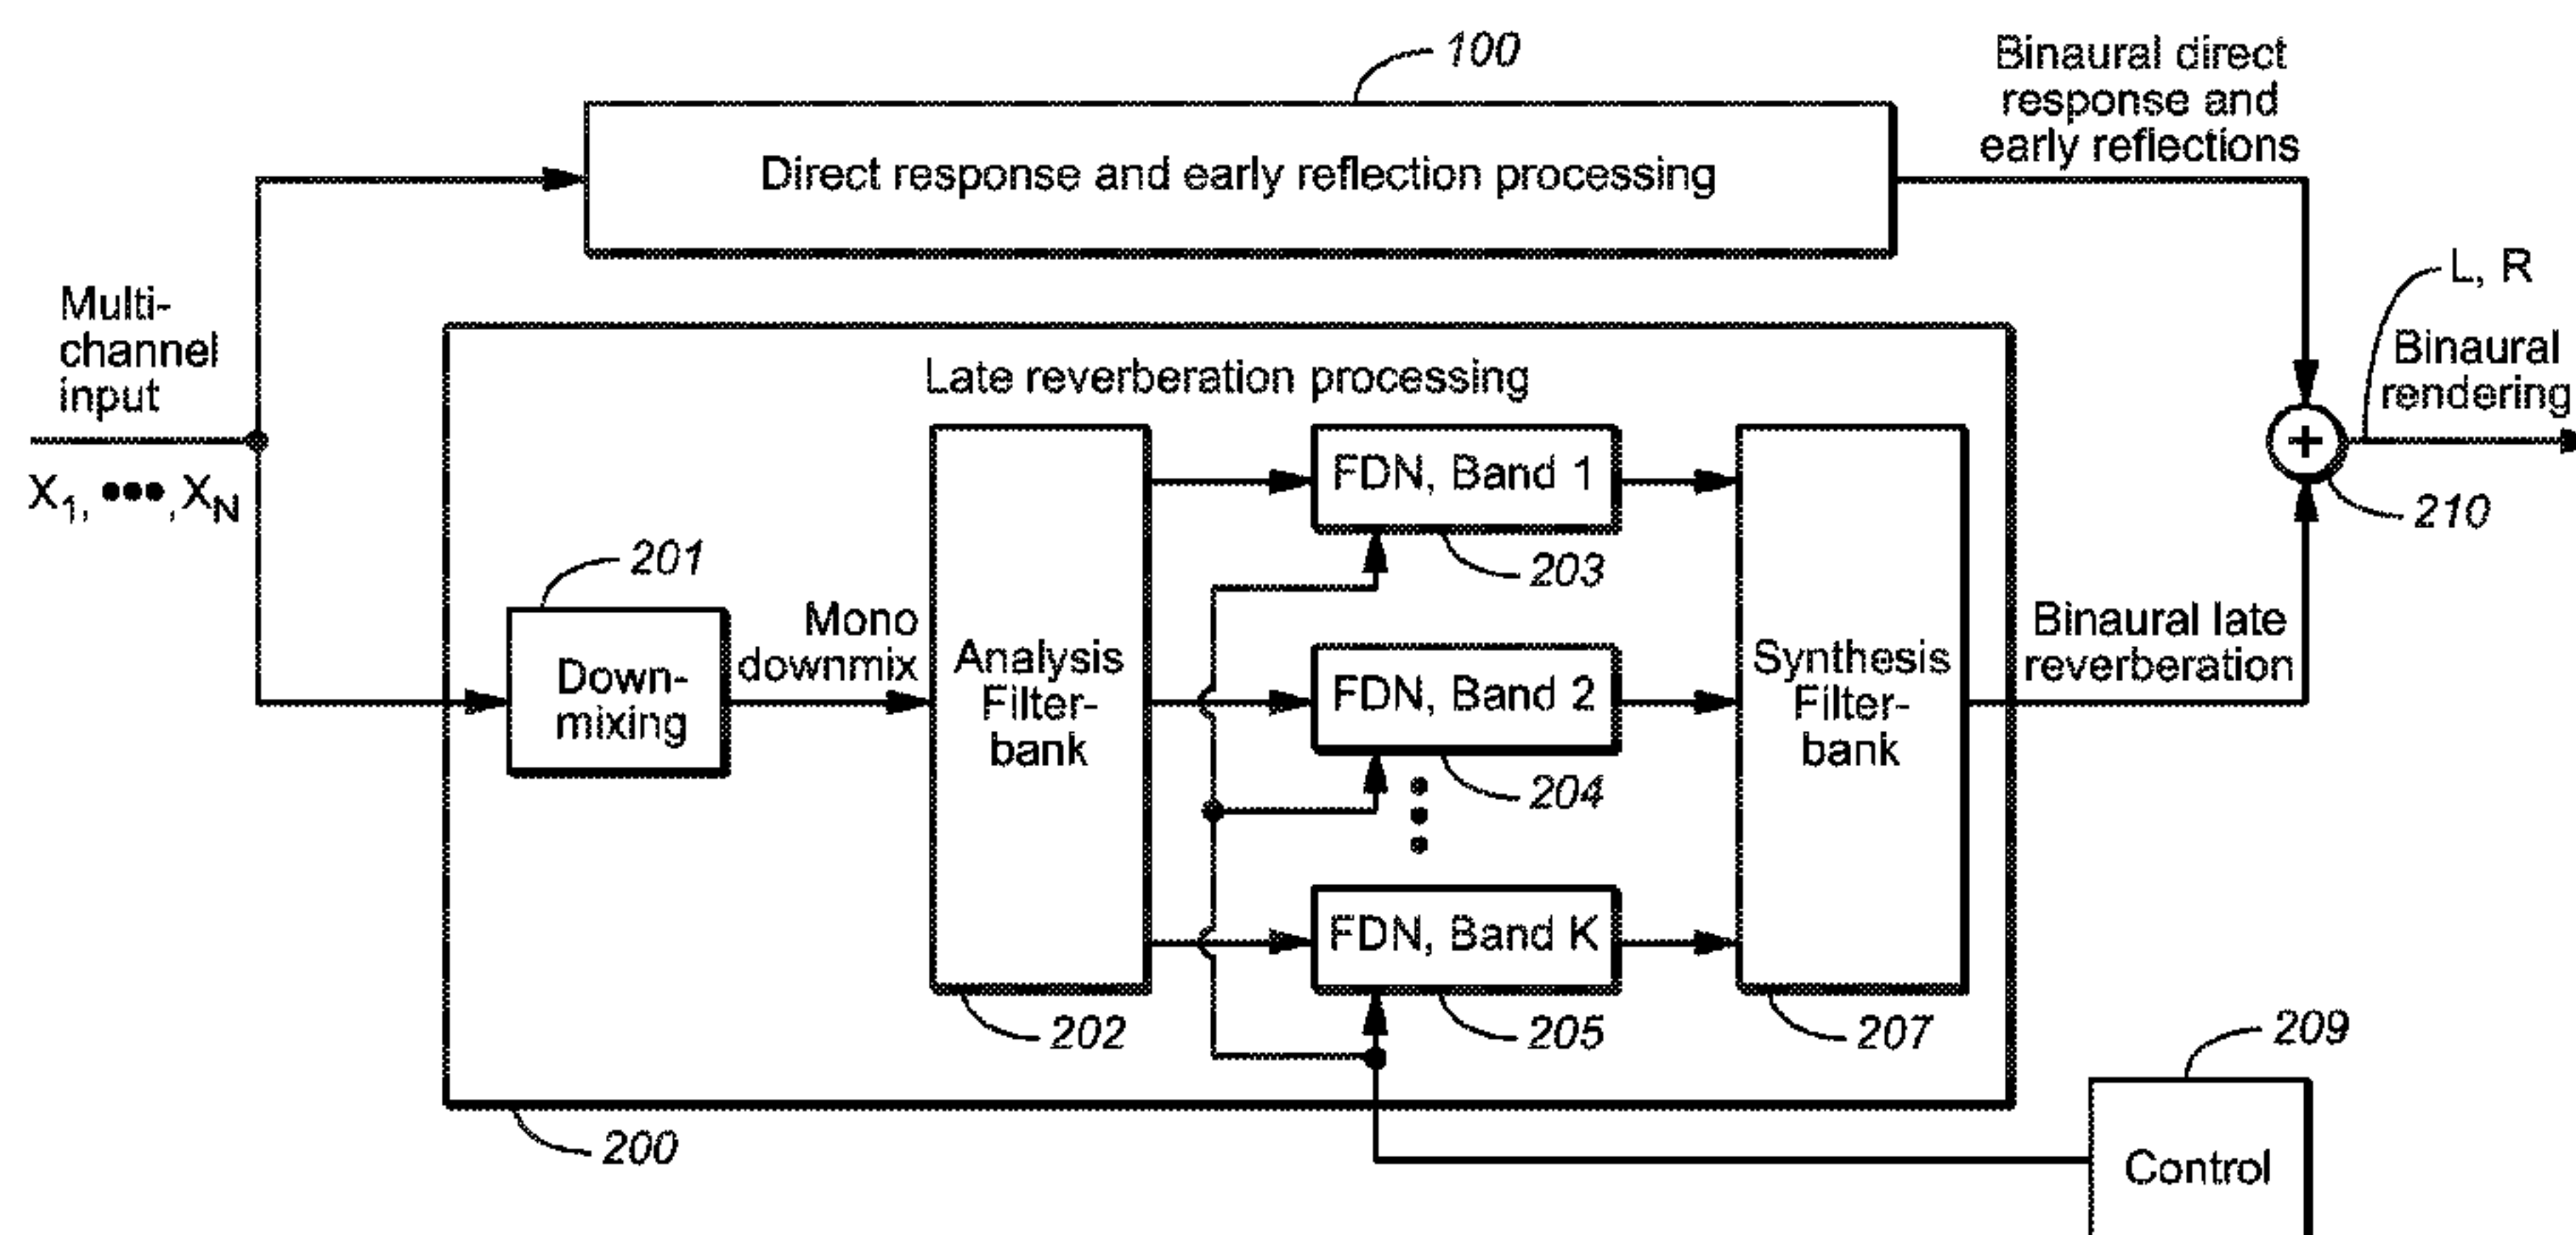 100
Binaural direct
response and
early reflections
Direct response and early reflection processing
L, R
Multi-
channel
input
X1, •••, XN
Binaural
rendering
Late reverberation processing
FDN, Band 1
203
210
201
Down-
mixing
Mono
downmix
Analysis
Filter-
bank
FDN, Band 2
204
Synthesis
Filter-
bank
Binaural late
reverberation
FDN, Band K
202
205
207
209
200
Control